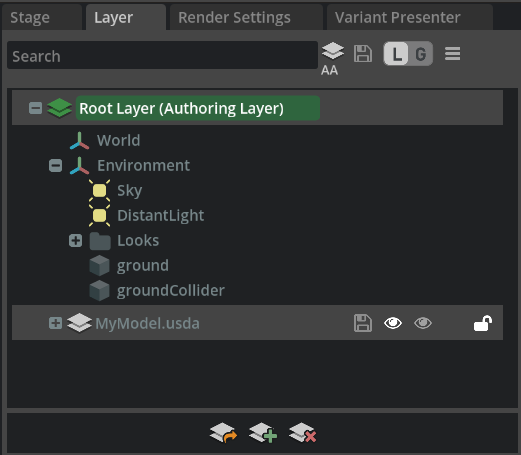 Stage Layer Render Settings Variant Presenter
Search AA L G
Root Layer (Authoring Layer)
World
Environment
Sky
DistantLight
Looks
ground
groundCollider
MyModel.usda